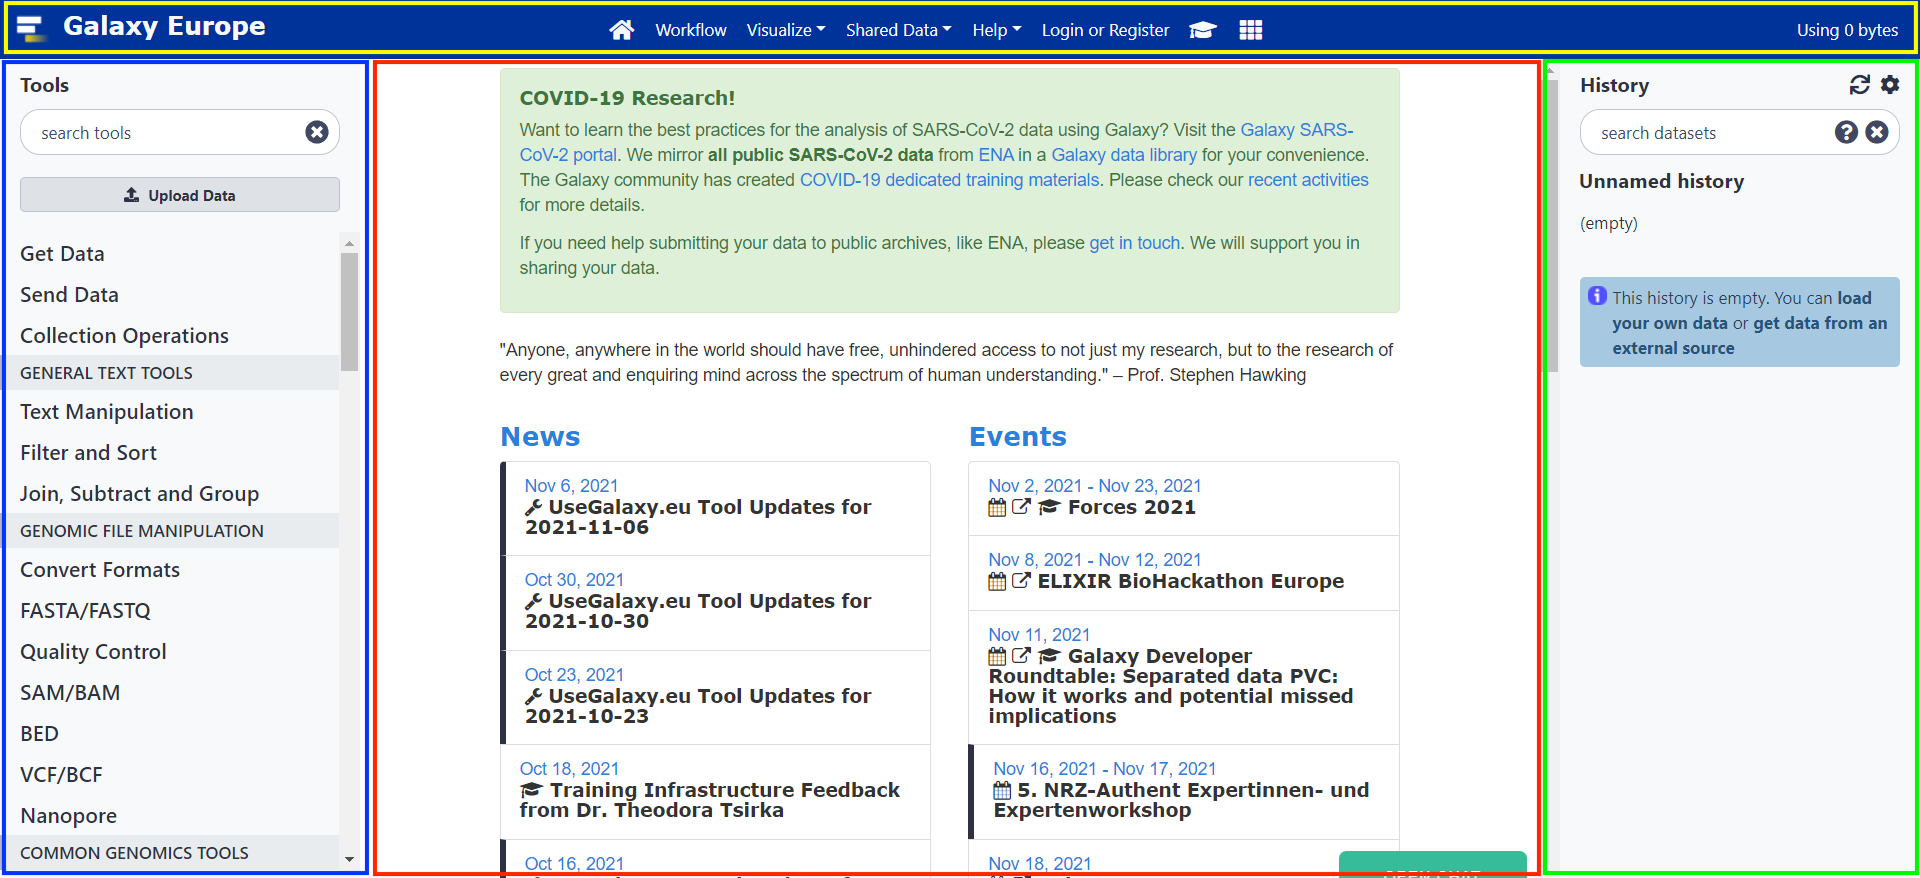 Galaxy Europe
Workflow Visualize Shared Data Help Login or Register
Using 0 bytes
Tools
search tools
Upload Data
Get Data
Send Data
Collection Operations
GENERAL TEXT TOOLS
Text Manipulation
Filter and Sort
Join, Subtract and Group
GENOMIC FILE MANIPULATION
Convert Formats
FASTA/FASTQ
Quality Control
SAM/BAM
BED
VCF/BCF
Nanopore
COMMON GENOMICS TOOLS
COVID-19 Research!
Want to learn the best practices for the analysis of SARS-CoV-2 data using Galaxy? Visit the Galaxy SARS-
CoV-2 portal. We mirror all public SARS-CoV-2 data from ENA in a Galaxy data library for your convenience.
The Galaxy community has created COVID-19 dedicated training materials. Please check our recent activities
for more details.
If you need help submitting your data to public archives, like ENA, please get in touch. We will support you in
sharing your data.
"Anyone, anywhere in the world should have free, unhindered access to not just my research, but to the research of
every great and enquiring mind across the spectrum of human understanding." – Prof. Stephen Hawking
News
Nov 6, 2021
UseGalaxy.eu Tool Updates for
2021-11-06
Oct 30, 2021
UseGalaxy.eu Tool Updates for
2021-10-30
Oct 23, 2021
UseGalaxy.eu Tool Updates for
2021-10-23
Oct 18, 2021
Training Infrastructure Feedback
from Dr. Theodora Tsirka
Oct 16, 2021
Events
Nov 2, 2021 - Nov 23, 2021
Forces 2021
Nov 8, 2021 - Nov 12, 2021
ELIXIR BioHackathon Europe
Nov 11, 2021
Galaxy Developer
Roundtable: Separated data PVC:
How it works and potential missed
implications
Nov 16, 2021 - Nov 17, 2021
5. NRZ-Authent Expertinnen- und
Expertenworkshop
Nov 18, 2021
History
search datasets
Unnamed history
(empty)
This history is empty. You can load
your own data or get data from an
external source